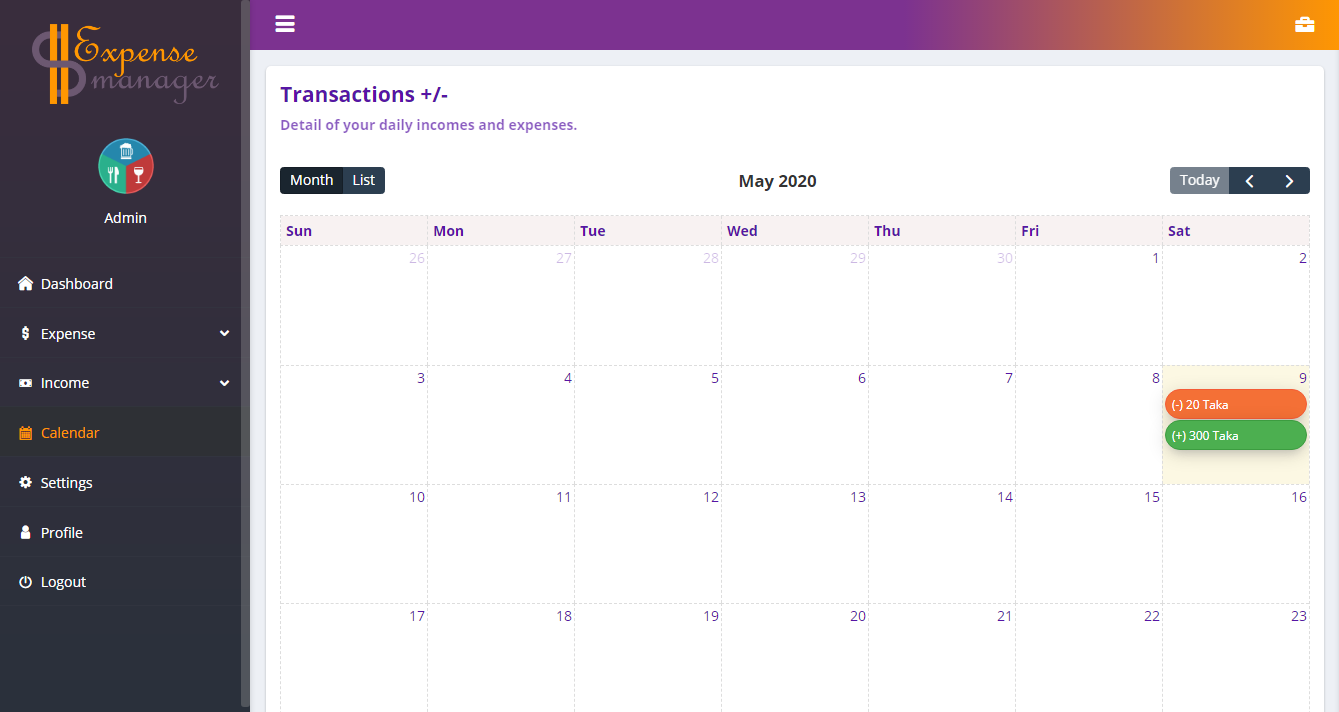 Expense
manager
Admin
Dashboard
Expense
Income
Calendar
Settings
Profile
Logout
Transactions +/-
Detail of your daily incomes and expenses.
Month List May 2020 Today
Sun Mon Tue Wed Thu Fri Sat
26 27 28 29 30 1 2
3 4 5 6 7 8 9
(-) 20 Taka
(+) 300 Taka
10 11 12 13 14 15 16
17 18 19 20 21 22 23